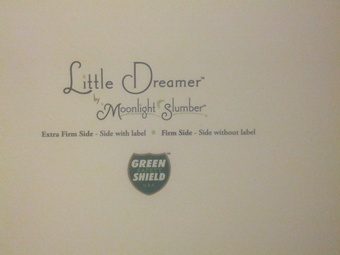 Little Dreamer™
by Moonlight Slumber
Extra Firm Side - Side with label ★ Firm Side - Side without label
GREEN
SHIELD